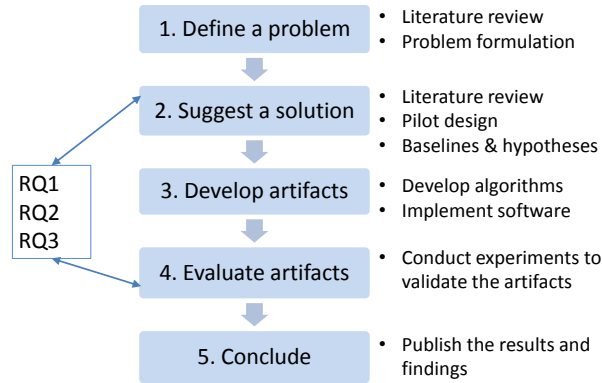 1. Define a problem
• Literature review
• Problem formulation
2. Suggest a solution
• Literature review
• Pilot design
• Baselines & hypotheses
RQ1
RQ2
RQ3
3. Develop artifacts
• Develop algorithms
• Implement software
4. Evaluate artifacts
• Conduct experiments to
validate the artifacts
5. Conclude
• Publish the results and
findings